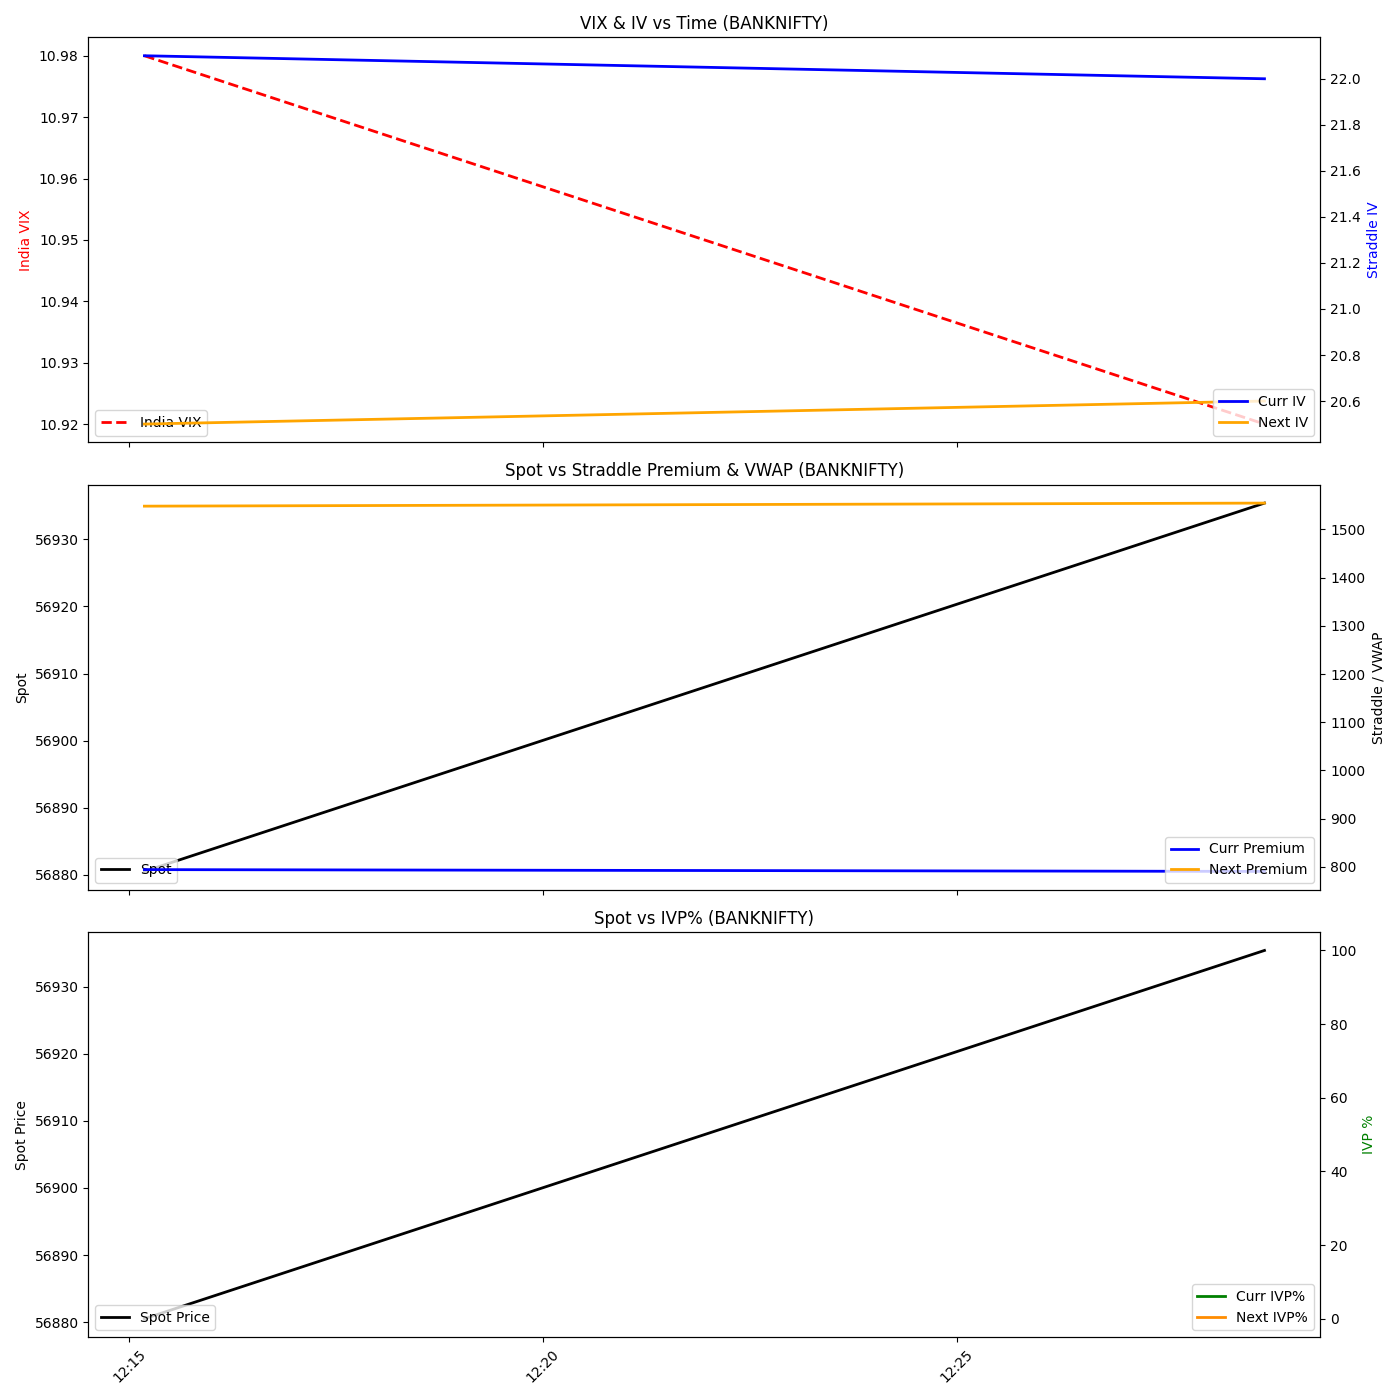 VIX & IV vs Time (BANKNIFTY)
10.98
10.97
10.96
10.95
10.94
10.93
10.92
India VIX
22.0
21.8
21.6
21.4
21.2
21.0
20.8
20.6
Straddle IV
India VIX
Curr IV
Next IV
Spot vs Straddle Premium & VWAP (BANKNIFTY)
56930
56920
56910
56900
56890
56880
Spot
1500
1400
1300
1200
1100
1000
900
800
Straddle / VWAP
Spot
Curr Premium
Next Premium
Spot vs IVP% (BANKNIFTY)
56930
56920
56910
56900
56890
56880
Spot Price
100
80
60
40
20
0
IVP %
Spot Price
Curr IVP%
Next IVP%
12:15
12:20
12:25